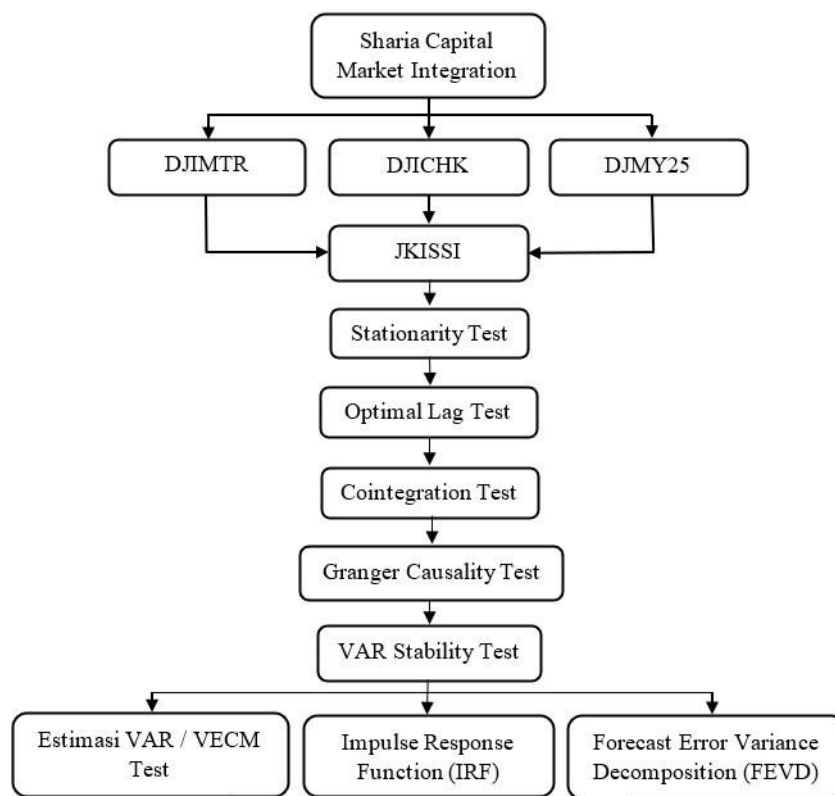 Sharia Capital
Market Integration
DJIMTR
DJICHK
DJMY25
JKISSI
Stationarity Test
Optimal Lag Test
Cointegration Test
Granger Causality Test
VAR Stability Test
Estimasi VAR / VECM
Test
Impulse Response
Function (IRF)
Forecast Error Variance
Decomposition (FEVD)